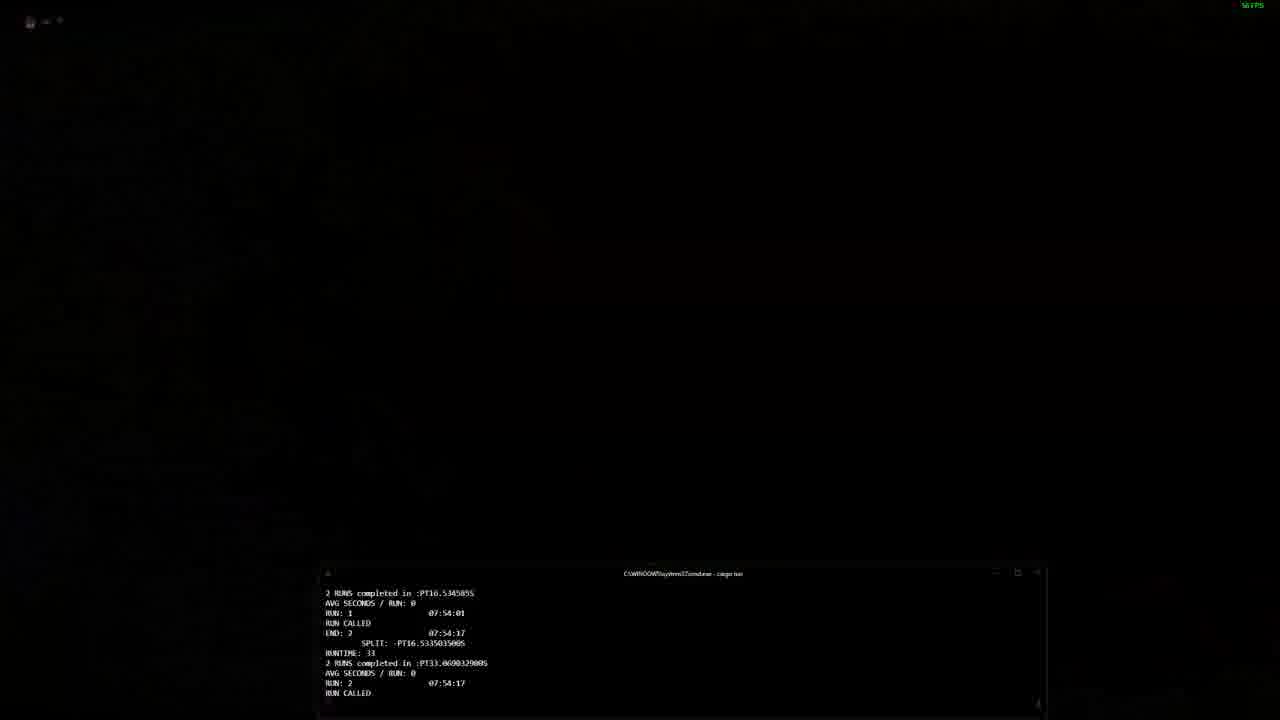 56 FPS
C:\WINDOWS\system32\cmd.exe - cargo run
2 RUNS completed in :PT16.534585S
AVG SECONDS / RUN: 0
RUN: 1 07:54:01
RUN CALLED
END: 2 07:54:17
SPLIT: -PT16.533503500S
RUNTIME: 33
2 RUNS completed in :PT33.069032900S
AVG SECONDS / RUN: 0
RUN: 2 07:54:17
RUN CALLED